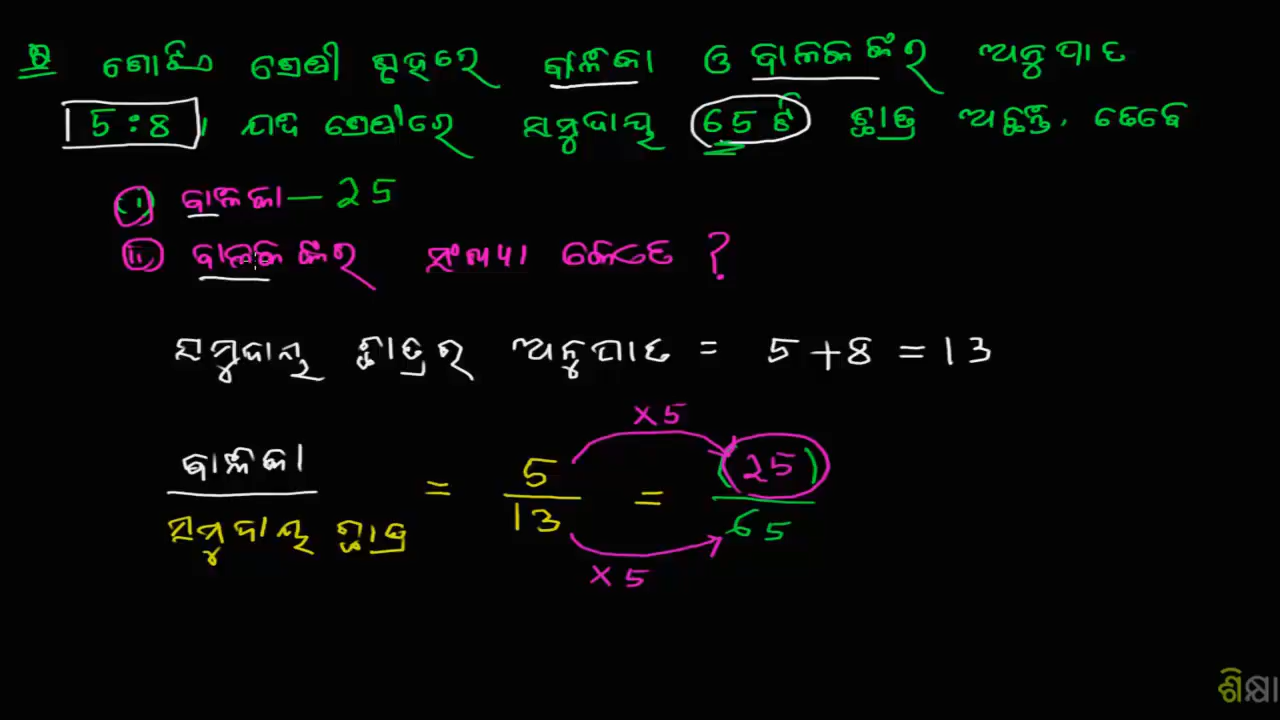 ପ୍ର ଗୋଟିଏ ଶ୍ରେଣୀ ଗୃହରେ ବାଳିକା ଓ ବାଳକଙ୍କର ଅନୁପାତ
5:8। ଯଦି ଶ୍ରେଣୀରେ ସମୁଦାୟ 65ଟି ଛାତ୍ର ଅଛନ୍ତି, ତେବେ
(i) ବାଳିକା — 25
(ii) ବାଳକଙ୍କର ସଂଖ୍ୟା କେତେ ?
ସମୁଦାୟ ଛାତ୍ରର ଅନୁପାତ = 5+8 = 13
×5
ବାଳିକା / ସମୁଦାୟ ଛାତ୍ର = 5/13 = (25)/65
×5
ଶିକ୍ଷା